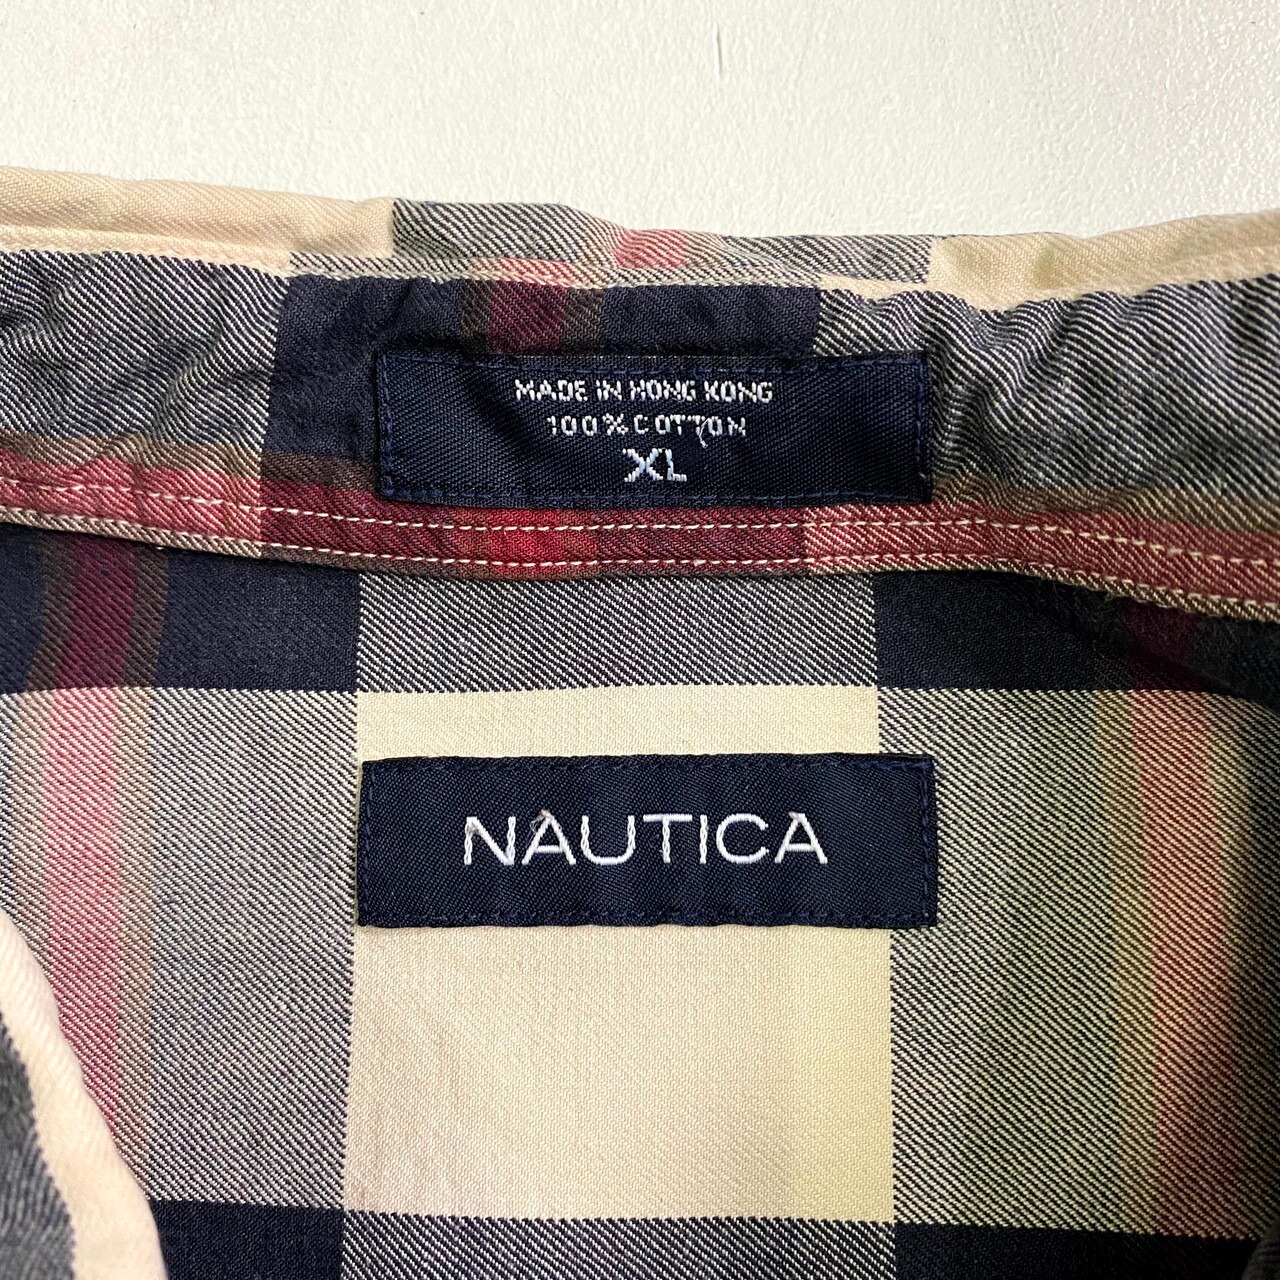 MADE IN HONG KONG
100% COTTON
XL
NAUTICA